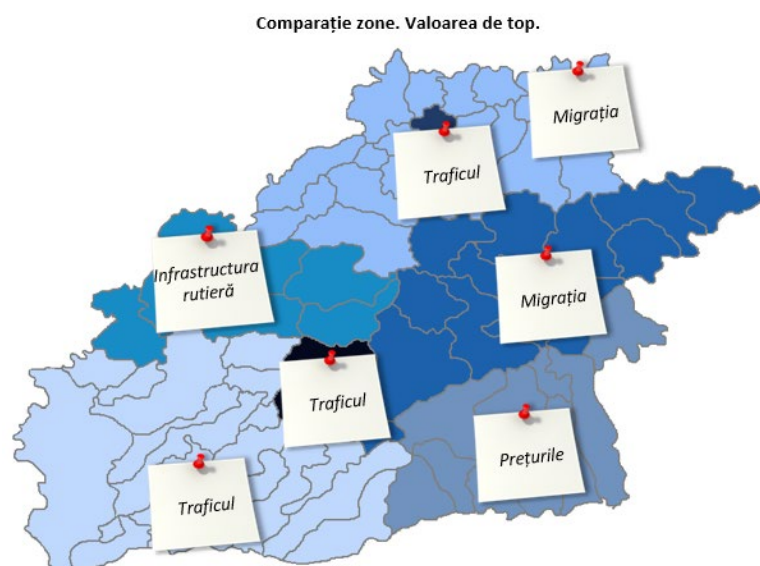 Comparație zone. Valoarea de top.
Migrația
Traficul
Infrastructura
rutieră
Migrația
Traficul
Prețurile
Traficul